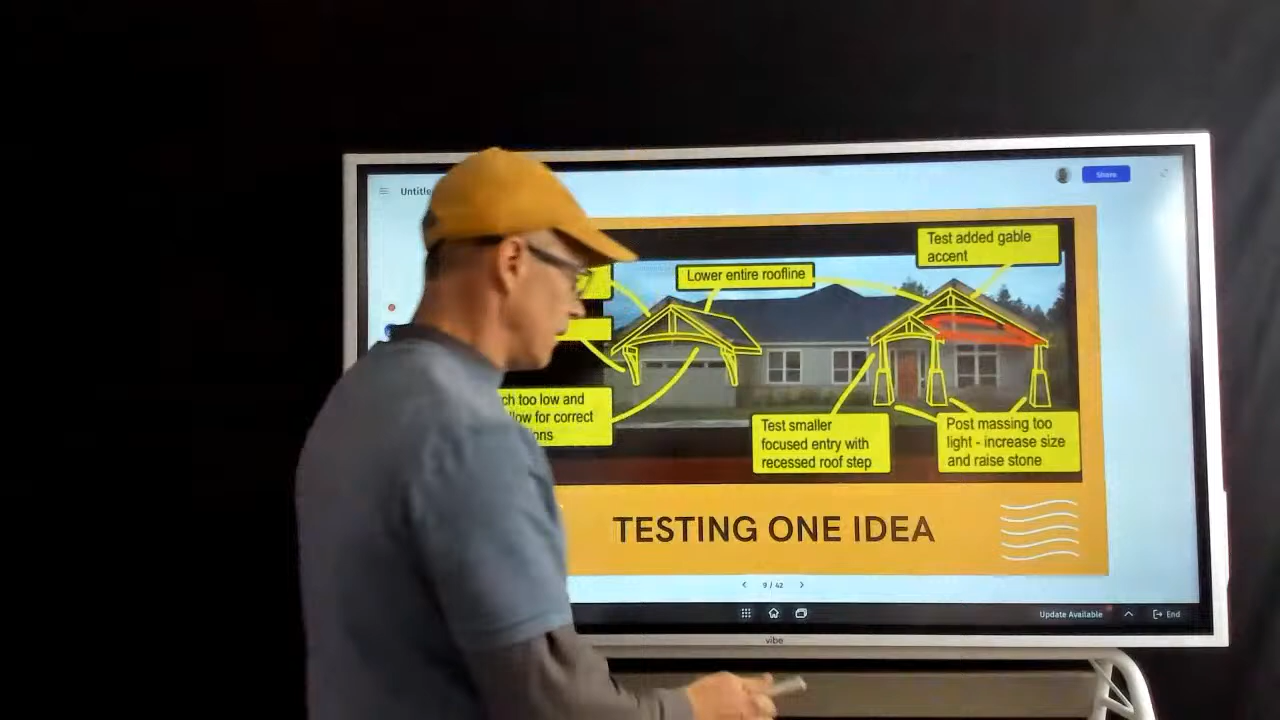 Untitle
Share
Test added gable
accent
Lower entire roofline
ch too low and
llow for correct
ons
Test smaller
focused entry with
recessed roof step
Post massing too
light - increase size
and raise stone
TESTING ONE IDEA
9 / 42
Update Available
End
vibe